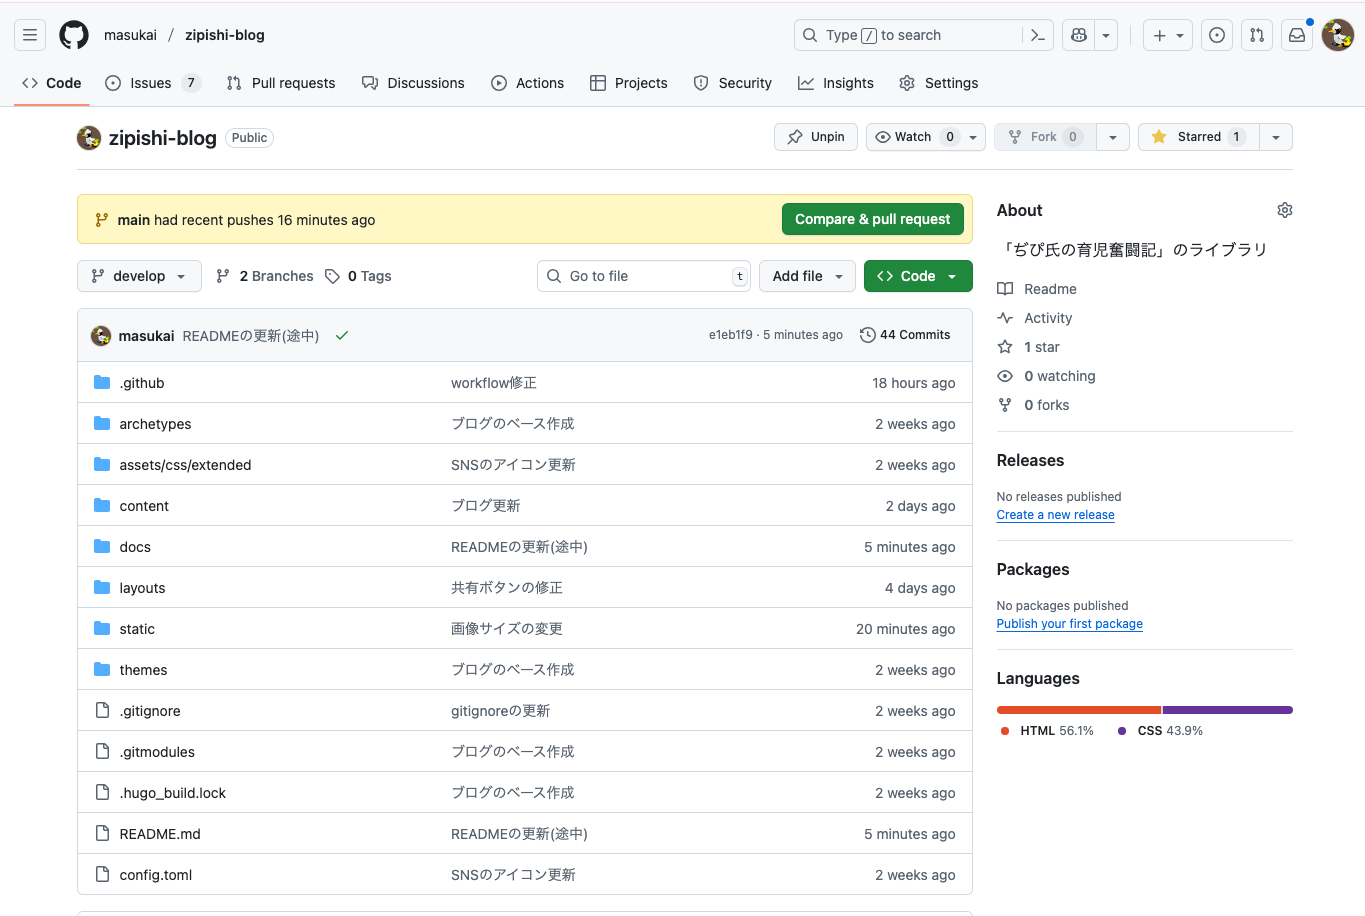 masukai / zipishi-blog
Type / to search
Code Issues 7 Pull requests Discussions Actions Projects Security Insights Settings
zipishi-blog Public
Unpin Watch 0 Fork 0 Starred 1
main had recent pushes 16 minutes ago
Compare & pull request
develop 2 Branches 0 Tags
Go to file t Add file Code
masukai READMEの更新(途中) e1eb1f9 · 5 minutes ago 44 Commits
.github workflow修正 18 hours ago
archetypes ブログのベース作成 2 weeks ago
assets/css/extended SNSのアイコン更新 2 weeks ago
content ブログ更新 2 days ago
docs READMEの更新(途中) 5 minutes ago
layouts 共有ボタンの修正 4 days ago
static 画像サイズの変更 20 minutes ago
themes ブログのベース作成 2 weeks ago
.gitignore gitignoreの更新 2 weeks ago
.gitmodules ブログのベース作成 2 weeks ago
.hugo_build.lock ブログのベース作成 2 weeks ago
README.md READMEの更新(途中) 5 minutes ago
config.toml SNSのアイコン更新 2 weeks ago
About
「ぢぴ氏の育児奮闘記」のライブラリ
Readme
Activity
1 star
0 watching
0 forks
Releases
No releases published
Create a new release
Packages
No packages published
Publish your first package
Languages
HTML 56.1% CSS 43.9%